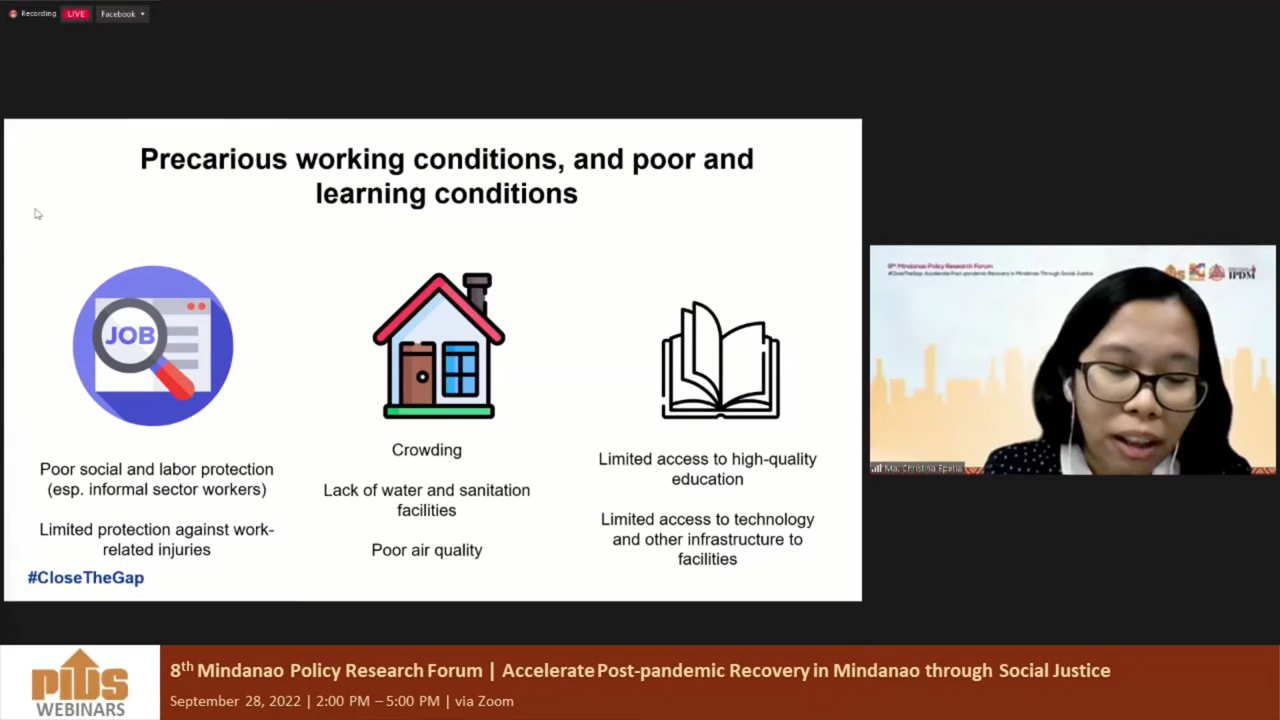 Recording LIVE Facebook
Precarious working conditions, and poor and
learning conditions
JOB
Poor social and labor protection
(esp. informal sector workers)
Limited protection against work-
related injuries
#CloseTheGap
Crowding
Lack of water and sanitation
facilities
Poor air quality
Limited access to high-quality
education
Limited access to technology
and other infrastructure to
facilities
8th Mindanao Policy Research Forum
#CloseTheGap: Accelerate Post-pandemic Recovery in Mindanao Through Social Justice
IPDM
Ma. Christina Epetia
PIDS
WEBINARS
8th Mindanao Policy Research Forum | Accelerate Post-pandemic Recovery in Mindanao through Social Justice
September 28, 2022 | 2:00 PM – 5:00 PM | via Zoom